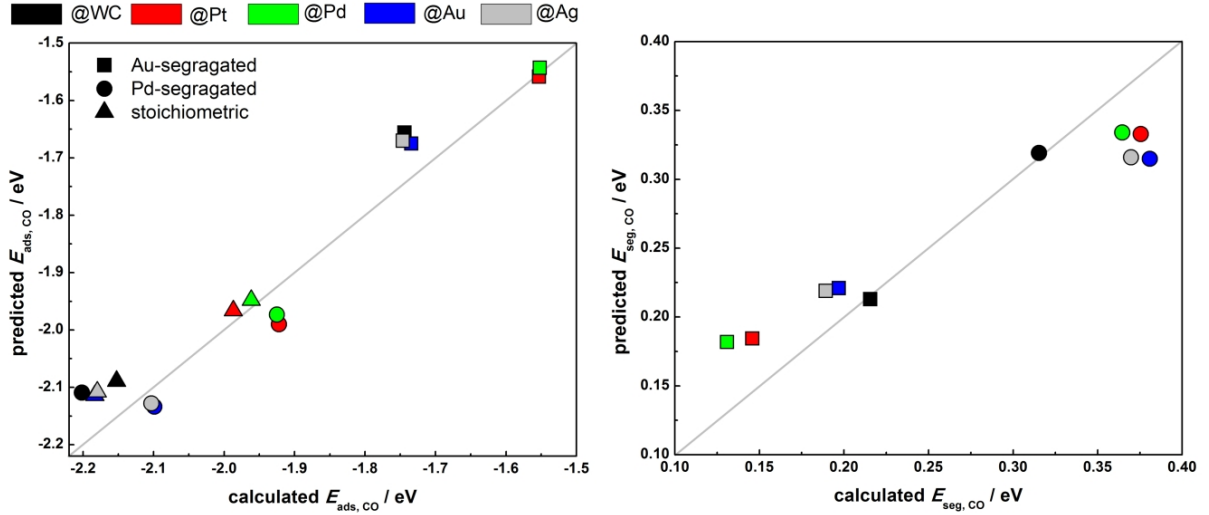 @WC @Pt @Pd @Au @Ag
-1.5
-1.6
-1.7
-1.8
-1.9
-2.0
-2.1
-2.2
predicted E_ads, CO / eV
Au-segragated
Pd-segragated
stoichiometric
-2.2 -2.1 -2.0 -1.9 -1.8 -1.7 -1.6 -1.5
calculated E_ads, CO / eV
0.40
0.35
0.30
0.25
0.20
0.15
0.10
predicted E_seg, CO / eV
0.10 0.15 0.20 0.25 0.30 0.35 0.40
calculated E_seg, CO / eV